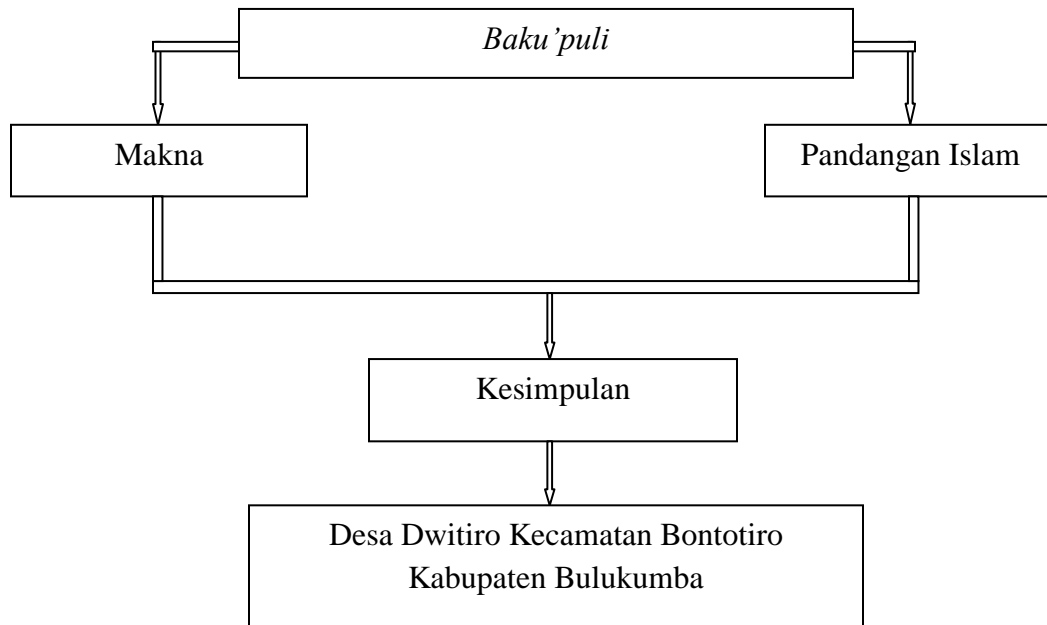 Baku’puli
Makna
Pandangan Islam
Kesimpulan
Desa Dwitiro Kecamatan Bontotiro
Kabupaten Bulukumba